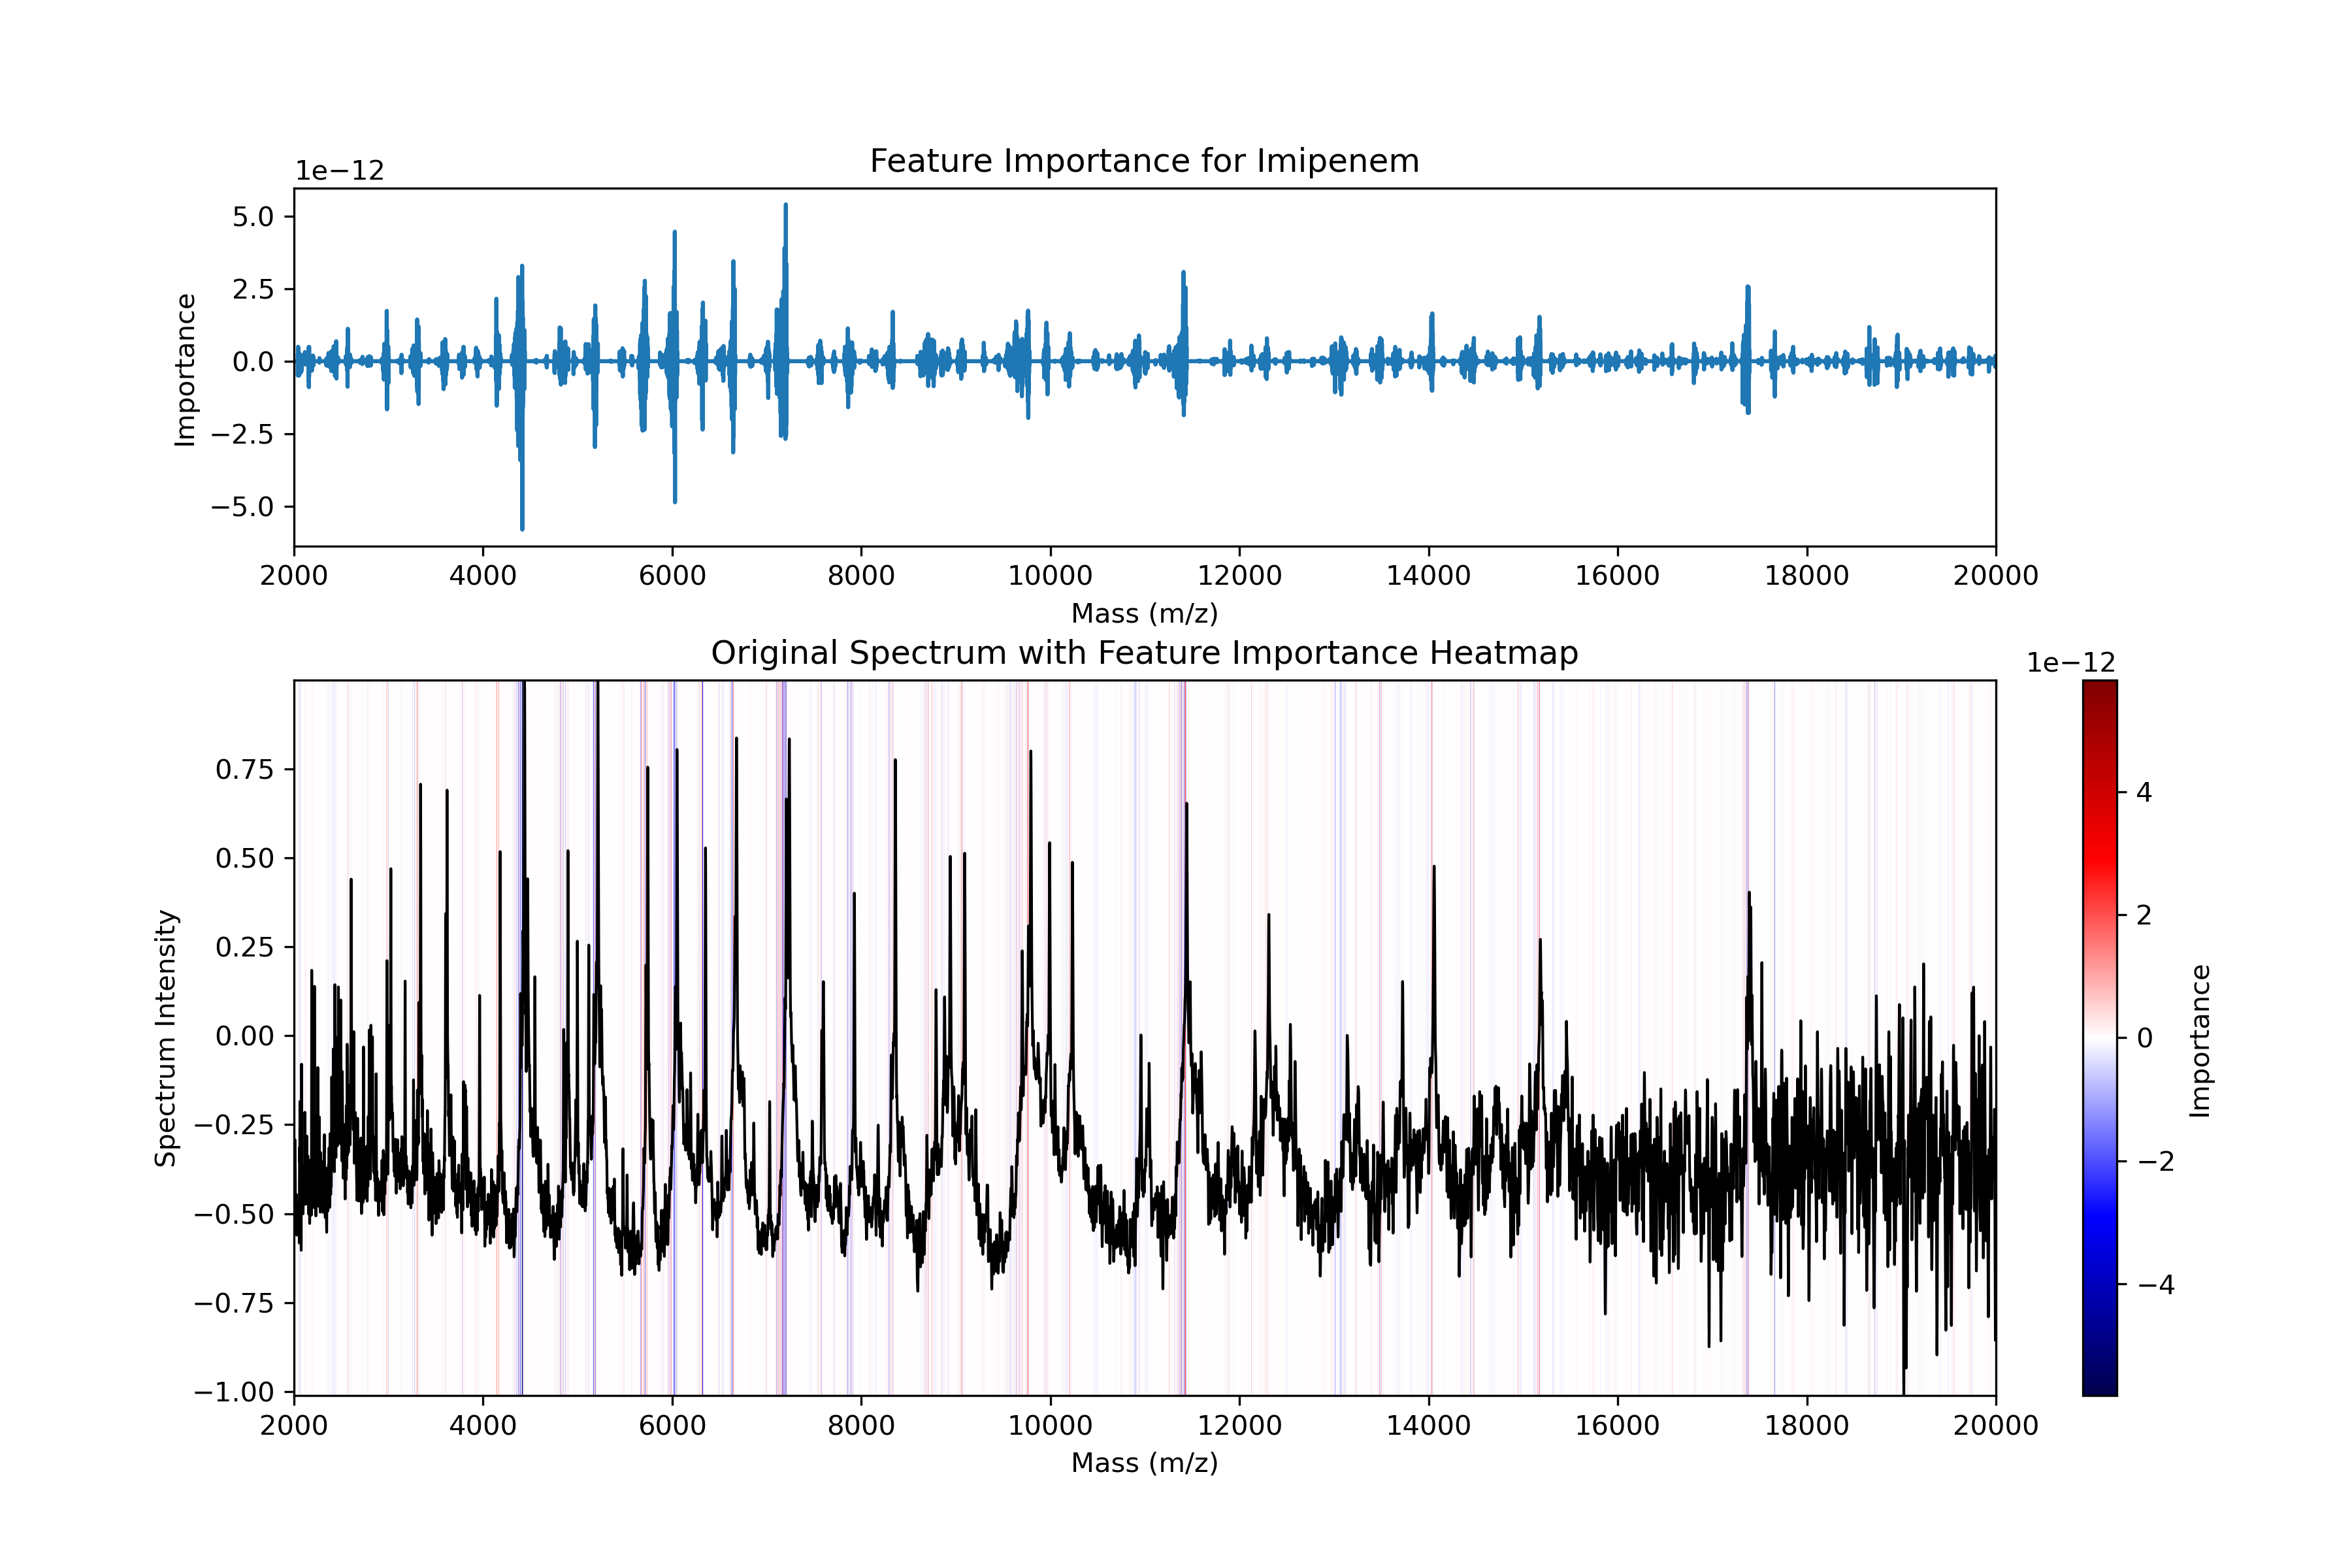 Feature Importance for Imipenem
1e−12
5.0
2.5
0.0
−2.5
−5.0
Importance
2000 4000 6000 8000 10000 12000 14000 16000 18000 20000
Mass (m/z)
Original Spectrum with Feature Importance Heatmap
1e−12
0.75
0.50
0.25
0.00
−0.25
−0.50
−0.75
−1.00
Spectrum Intensity
2000 4000 6000 8000 10000 12000 14000 16000 18000 20000
Mass (m/z)
4
2
0
−2
−4
Importance